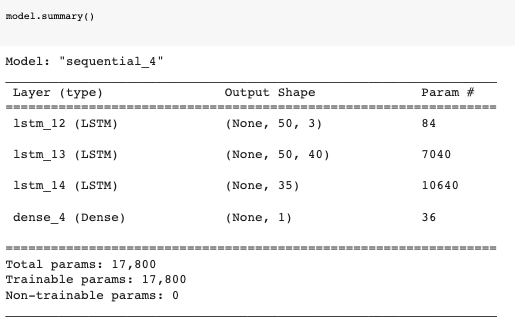 model.summary()
Model: "sequential_4"
Layer (type) Output Shape Param #
=================================================================
lstm_12 (LSTM) (None, 50, 3) 84
lstm_13 (LSTM) (None, 50, 40) 7040
lstm_14 (LSTM) (None, 35) 10640
dense_4 (Dense) (None, 1) 36
=================================================================
Total params: 17,800
Trainable params: 17,800
Non-trainable params: 0